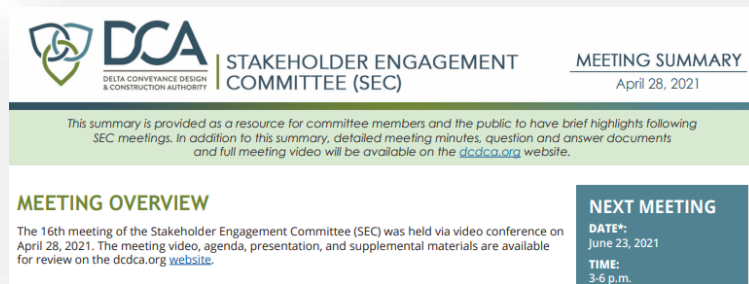 DCA
DELTA CONVEYANCE DESIGN
& CONSTRUCTION AUTHORITY
STAKEHOLDER ENGAGEMENT
COMMITTEE (SEC)
MEETING SUMMARY
April 28, 2021
This summary is provided as a resource for committee members and the public to have brief highlights following
SEC meetings. In addition to this summary, detailed meeting minutes, question and answer documents
and full meeting video will be available on the dcdca.org website.
MEETING OVERVIEW
The 16th meeting of the Stakeholder Engagement Committee (SEC) was held via video conference on
April 28, 2021. The meeting video, agenda, presentation, and supplemental materials are available
for review on the dcdca.org website.
NEXT MEETING
DATE*:
June 23, 2021
TIME:
3-6 p.m.